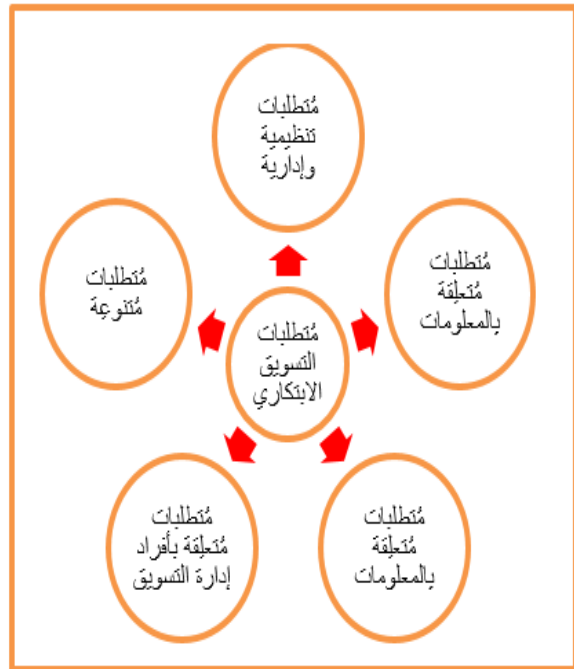 مُتطلبات
تنظيمية
وإدارية
مُتطلبات
مُتعلِقة
بالمعلومات
مُتطلبات
مُتنوعِة
مُتطلبات
التسويق
الابتكاري
مُتطلبات
مُتعلِقة
بالمعلومات
مُتطلبات
مُتعلِقة بأفراد
إدارة التسويق